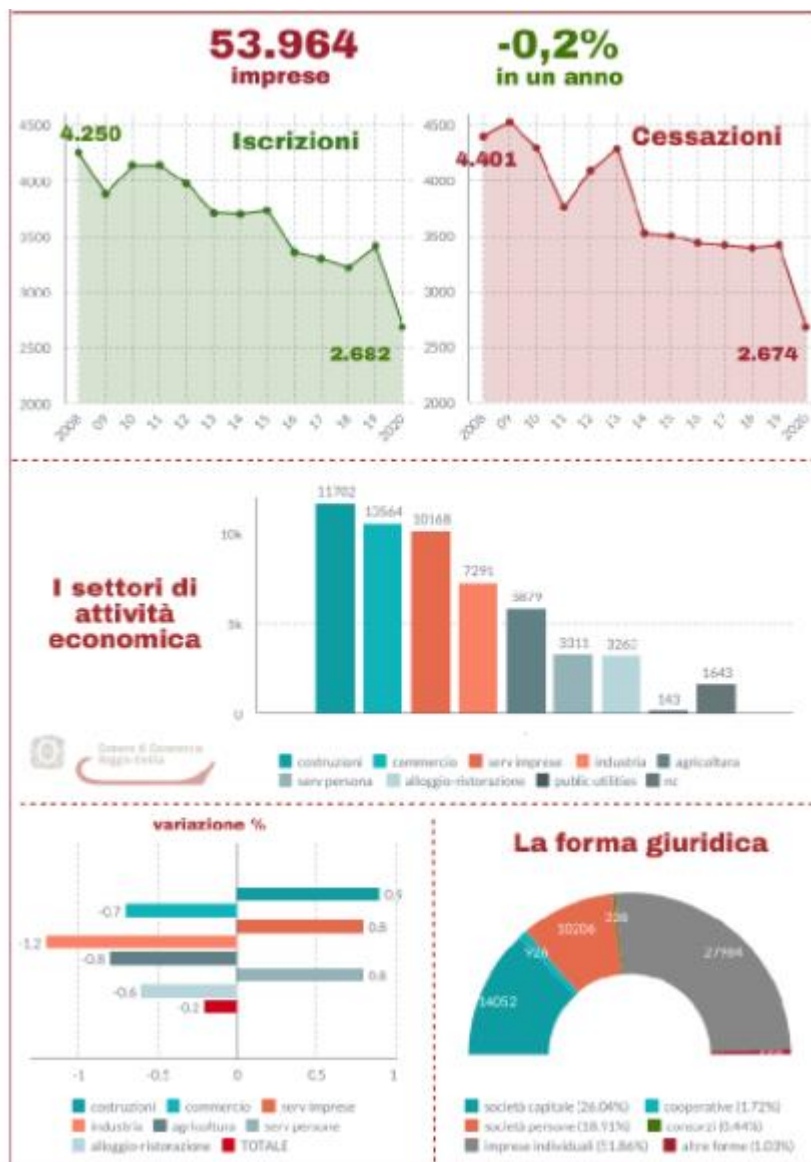 53.964
imprese
-0,2%
in un anno
Iscrizioni
4500
4000
3500
3000
2500
2000
4.250
2.682
2008 09 10 11 12 13 14 15 16 17 18 19 2020
Cessazioni
4500
4000
3500
3000
2500
2000
4.401
2.674
2008 09 10 11 12 13 14 15 16 17 18 19 2020
I settori di
attività
economica
10k
5k
0
11702 10168 7291 5879 3311 143 1643
costruzioni commercio serv imprese industria agricoltura
serv persona alloggio-ristorazione public utilities nc
Camera di Commercio
Reggio Emilia
variazione %
0.9
-0.7
0.8
-1.2
-0.8
0.8
-0.6
-0.2
-1 -0.5 0 0.5 1
costruzioni commercio serv imprese
industria agricoltura serv persone
alloggio-ristorazione TOTALE
La forma giuridica
14052 926 10206 27984
società capitale (26.04%) cooperative (1.72%)
società persone (18.91%) consorzi (0.44%)
imprese individuali (51.86%) altre forme (1.03%)